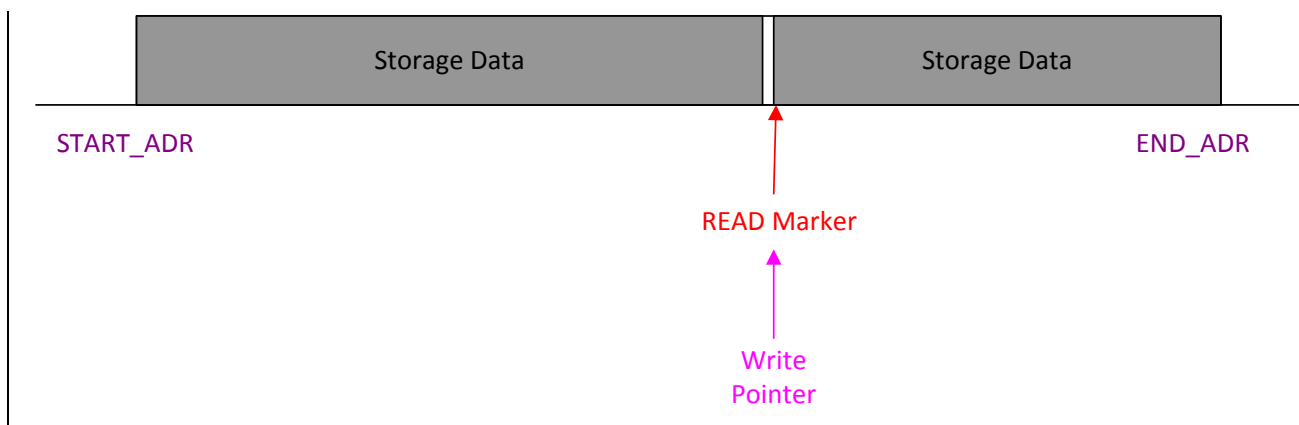 Storage Data
Storage Data
START_ADR
END_ADR
READ Marker
Write
Pointer